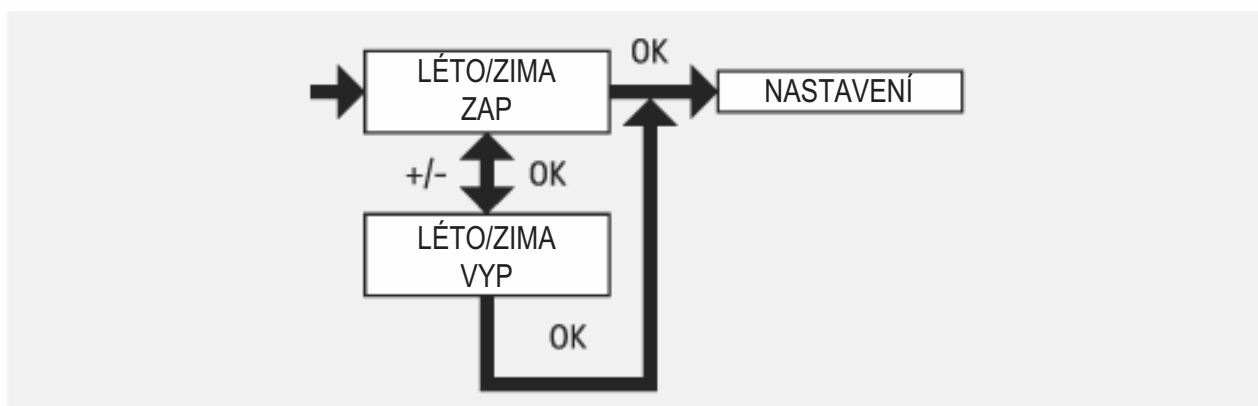 OK
LÉTO/ZIMA
ZAP
NASTAVENÍ
+/-
OK
LÉTO/ZIMA
VYP
OK